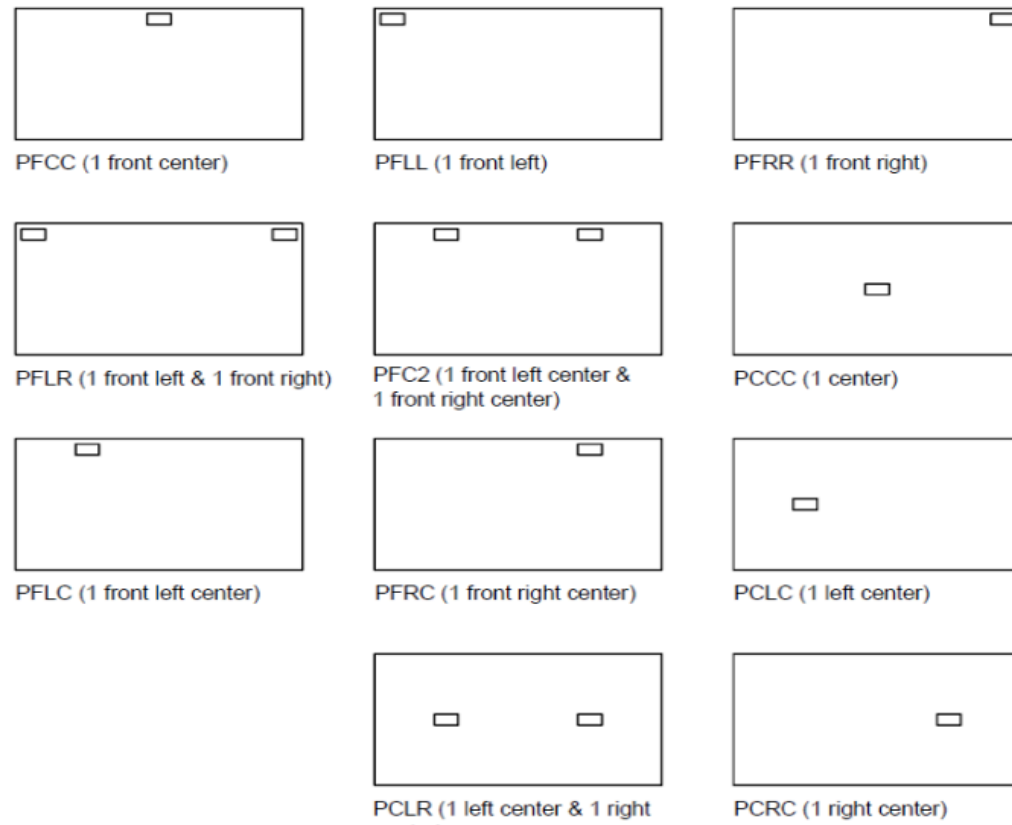 PFCC (1 front center)
PFLL (1 front left)
PFRR (1 front right)
PFLR (1 front left & 1 front right)
PFC2 (1 front left center &
1 front right center)
PCCC (1 center)
PFLC (1 front left center)
PFRC (1 front right center)
PCLC (1 left center)
PCLR (1 left center & 1 right
PCRC (1 right center)